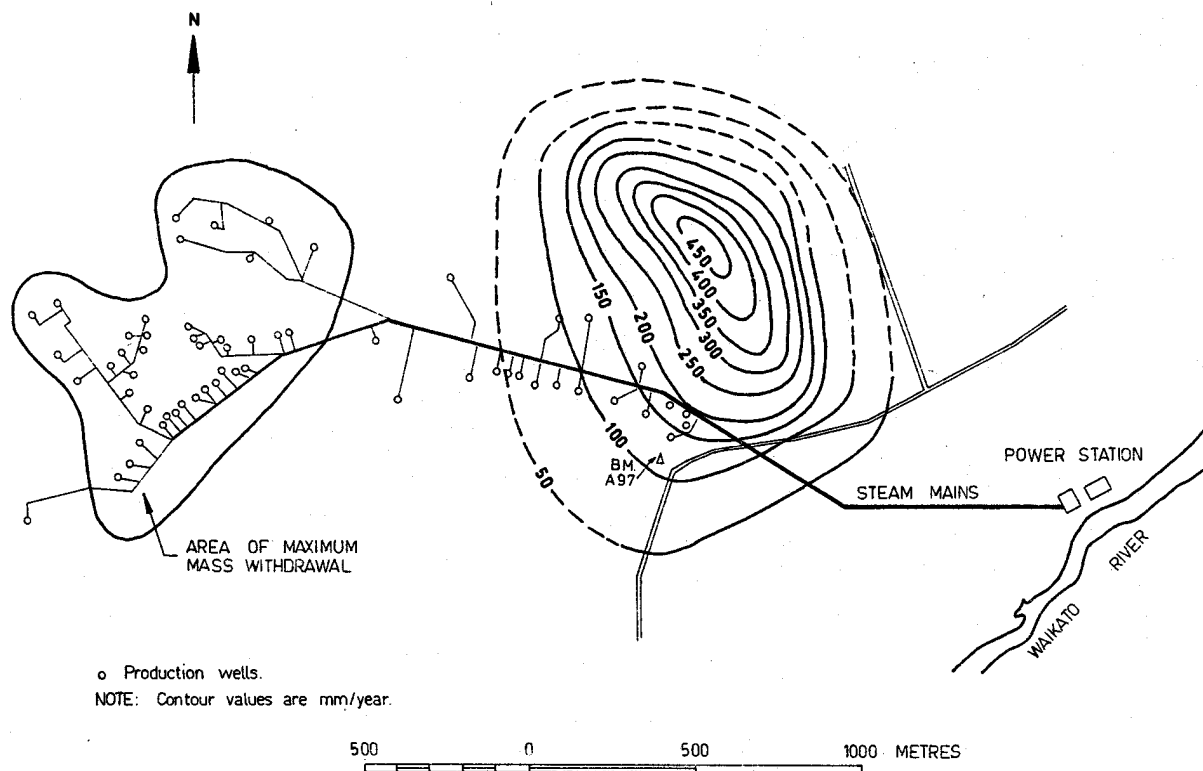 N
450
400
350
300
250
200
150
100
50
BM.
A97
POWER STATION
STEAM MAINS
WAIKATO RIVER
AREA OF MAXIMUM
MASS WITHDRAWAL
o Production wells.
NOTE: Contour values are mm/year.
500 0 500 1000 METRES